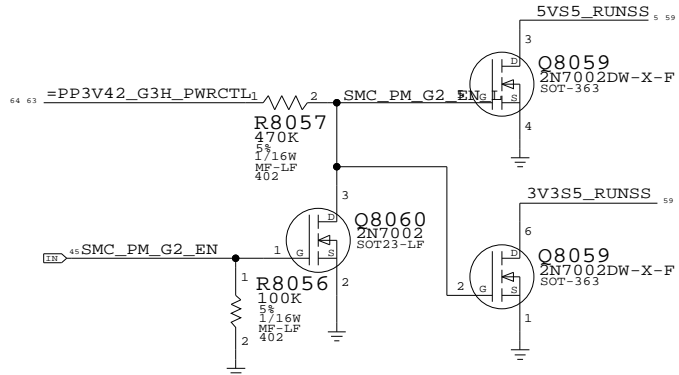 5VS5_RUNSS 5 59
3
D
Q8059
2N7002DW-X-F
SOT-363
64 63 =PP3V42_G3H_PWRCTL 1 2 SMC_PM_G2_EN_L 5 G S
R8057
470K
5%
1/16W
MF-LF
402
4
3
3V3S5_RUNSS 59
D
Q8060
2N7002
SOT23-LF
6
IN 45 SMC_PM_G2_EN 1 G S
D
Q8059
2N7002DW-X-F
SOT-363
1
R8056
100K
5%
1/16W
MF-LF
402
2
2 G S
1
2